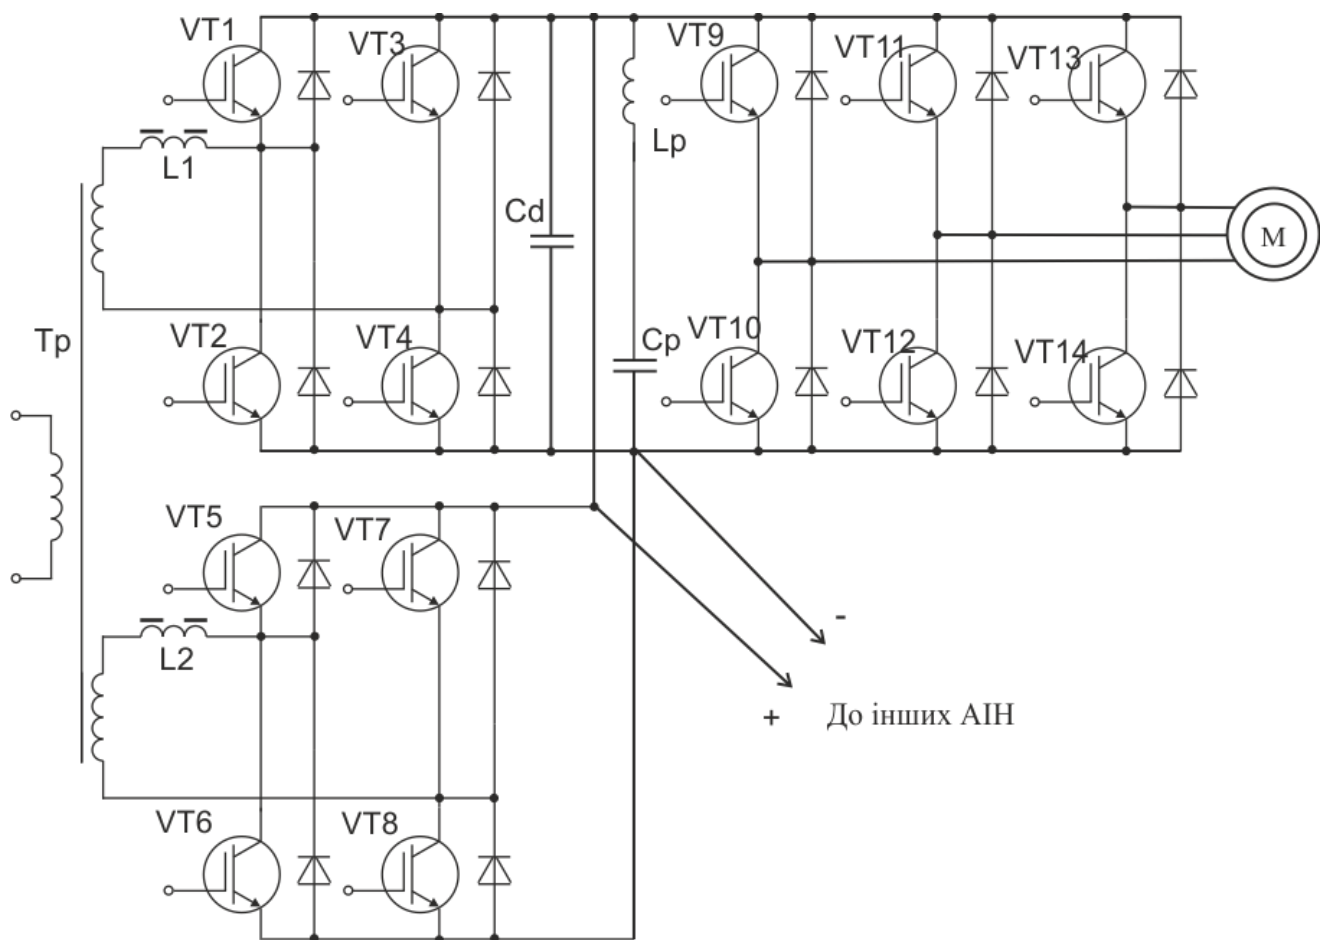 VT1
VT3
VT9
VT11
VT13
L1
Lp
Cd
M
Tp
VT2
VT4
Cp
VT10
VT12
VT14
VT5
VT7
L2
-
+ До інших АІН
VT6
VT8